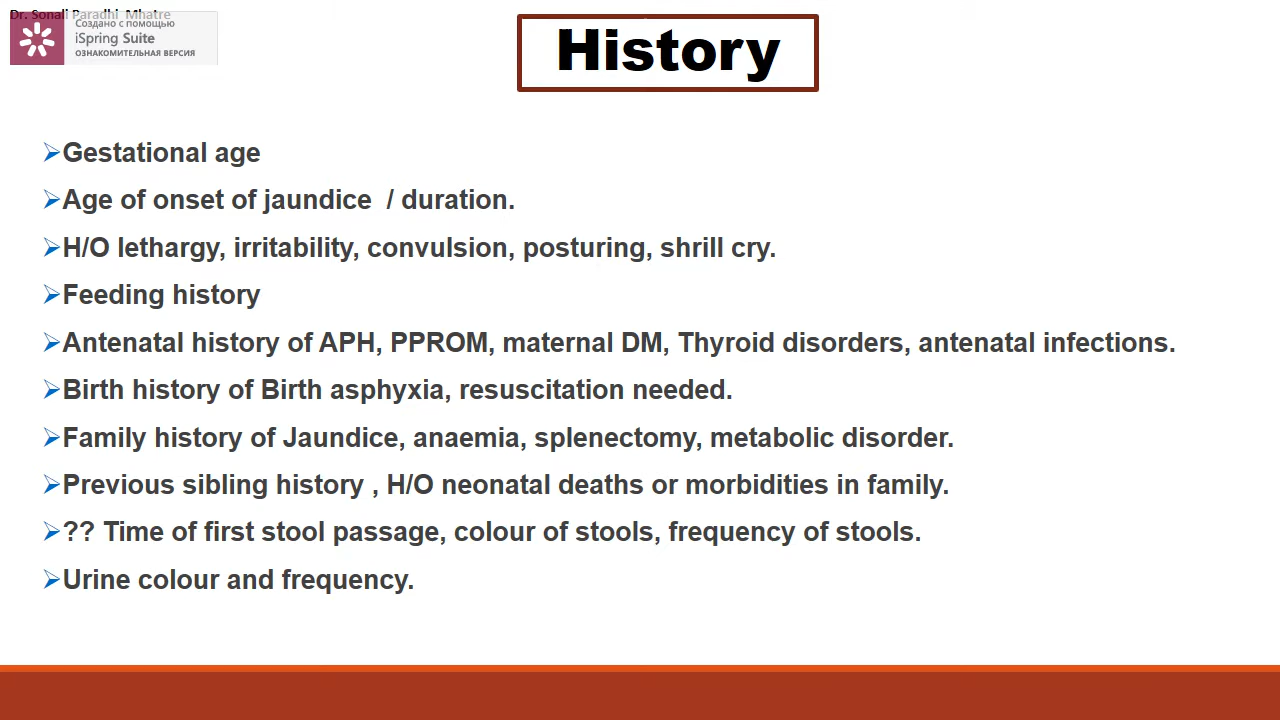 Dr. Sonali Paradhi Mhatre
Создано с помощью
iSpring Suite
ОЗНАКОМИТЕЛЬНАЯ ВЕРСИЯ
History
Gestational age
Age of onset of jaundice / duration.
H/O lethargy, irritability, convulsion, posturing, shrill cry.
Feeding history
Antenatal history of APH, PPROM, maternal DM, Thyroid disorders, antenatal infections.
Birth history of Birth asphyxia, resuscitation needed.
Family history of Jaundice, anaemia, splenectomy, metabolic disorder.
Previous sibling history , H/O neonatal deaths or morbidities in family.
?? Time of first stool passage, colour of stools, frequency of stools.
Urine colour and frequency.